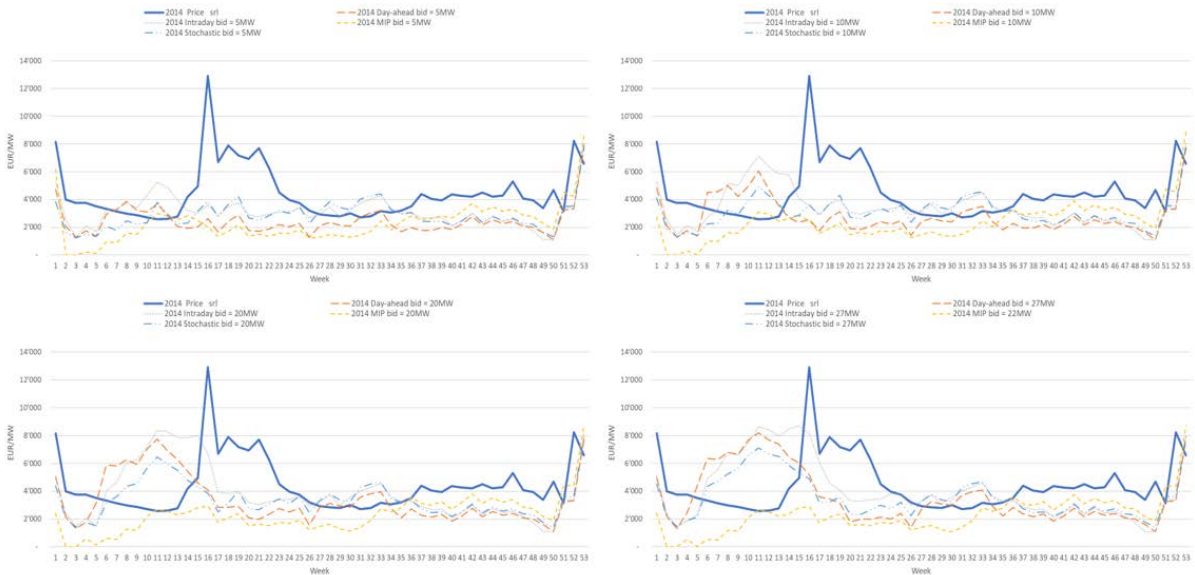 2014 Price srl 2014 Day-ahead bid = 5MW
2014 Intraday bid = 5MW 2014 MIP bid = 5MW
2014 Stochastic bid = 5MW
14'000
12'000
10'000
8'000
6'000
4'000
2'000
-
EUR/MW
1 2 3 4 5 6 7 8 9 10 11 12 13 14 15 16 17 18 19 20 21 22 23 24 25 26 27 28 29 30 31 32 33 34 35 36 37 38 39 40 41 42 43 44 45 46 47 48 49 50 51 52 53
Week
2014 Price srl 2014 Day-ahead bid = 10MW
2014 Intraday bid = 10MW 2014 MIP bid = 10MW
2014 Stochastic bid = 10MW
14'000
12'000
10'000
8'000
6'000
4'000
2'000
-
EUR/MW
1 2 3 4 5 6 7 8 9 10 11 12 13 14 15 16 17 18 19 20 21 22 23 24 25 26 27 28 29 30 31 32 33 34 35 36 37 38 39 40 41 42 43 44 45 46 47 48 49 50 51 52 53
Week
2014 Price srl 2014 Day-ahead bid = 20MW
2014 Intraday bid = 20MW 2014 MIP bid = 20MW
2014 Stochastic bid = 20MW
14'000
12'000
10'000
8'000
6'000
4'000
2'000
-
EUR/MW
1 2 3 4 5 6 7 8 9 10 11 12 13 14 15 16 17 18 19 20 21 22 23 24 25 26 27 28 29 30 31 32 33 34 35 36 37 38 39 40 41 42 43 44 45 46 47 48 49 50 51 52 53
Week
2014 Price srl 2014 Day-ahead bid = 27MW
2014 Intraday bid = 27MW 2014 MIP bid = 22MW
2014 Stochastic bid = 27MW
14'000
12'000
10'000
8'000
6'000
4'000
2'000
-
EUR/MW
1 2 3 4 5 6 7 8 9 10 11 12 13 14 15 16 17 18 19 20 21 22 23 24 25 26 27 28 29 30 31 32 33 34 35 36 37 38 39 40 41 42 43 44 45 46 47 48 49 50 51 52 53
Week